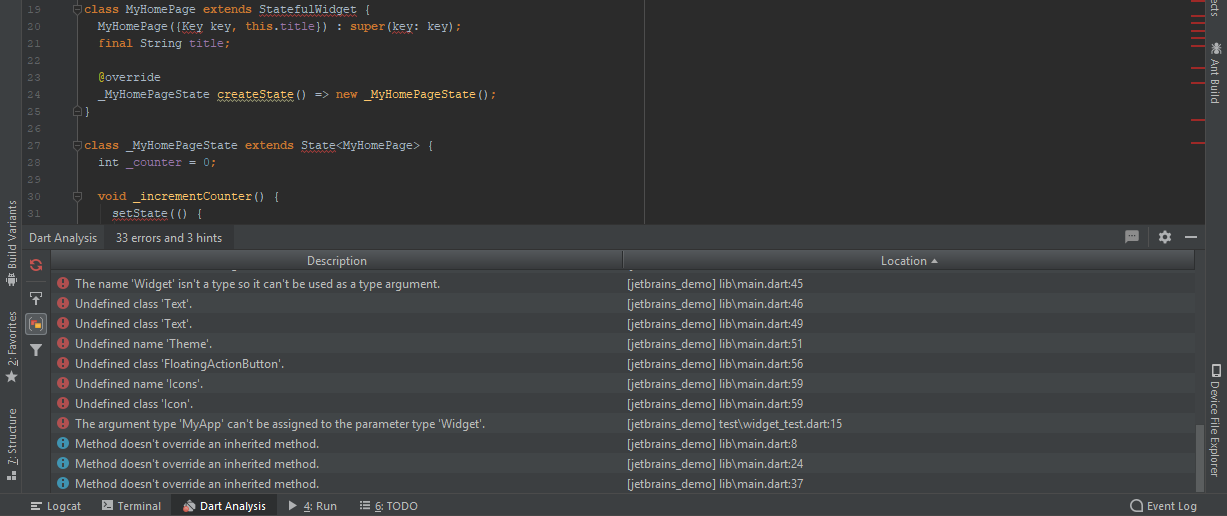 19 class MyHomePage extends StatefulWidget {
20 MyHomePage({Key key, this.title}) : super(key: key);
21 final String title;
22
23 @override
24 _MyHomePageState createState() => new _MyHomePageState();
25 }
26
27 class _MyHomePageState extends State<MyHomePage> {
28 int _counter = 0;
29
30 void _incrementCounter() {
31 setState(() {
Build Variants
2: Favorites
7: Structure
Ant Build
Device File Explorer
Dart Analysis 33 errors and 3 hints
Description Location
The name 'Widget' isn't a type so it can't be used as a type argument. [jetbrains_demo] lib\main.dart:45
Undefined class 'Text'. [jetbrains_demo] lib\main.dart:46
Undefined class 'Text'. [jetbrains_demo] lib\main.dart:49
Undefined name 'Theme'. [jetbrains_demo] lib\main.dart:51
Undefined class 'FloatingActionButton'. [jetbrains_demo] lib\main.dart:56
Undefined name 'Icons'. [jetbrains_demo] lib\main.dart:59
Undefined class 'Icon'. [jetbrains_demo] lib\main.dart:59
The argument type 'MyApp' can't be assigned to the parameter type 'Widget'. [jetbrains_demo] test\widget_test.dart:15
Method doesn't override an inherited method. [jetbrains_demo] lib\main.dart:8
Method doesn't override an inherited method. [jetbrains_demo] lib\main.dart:24
Method doesn't override an inherited method. [jetbrains_demo] lib\main.dart:37
Logcat Terminal Dart Analysis 4: Run 6: TODO Event Log